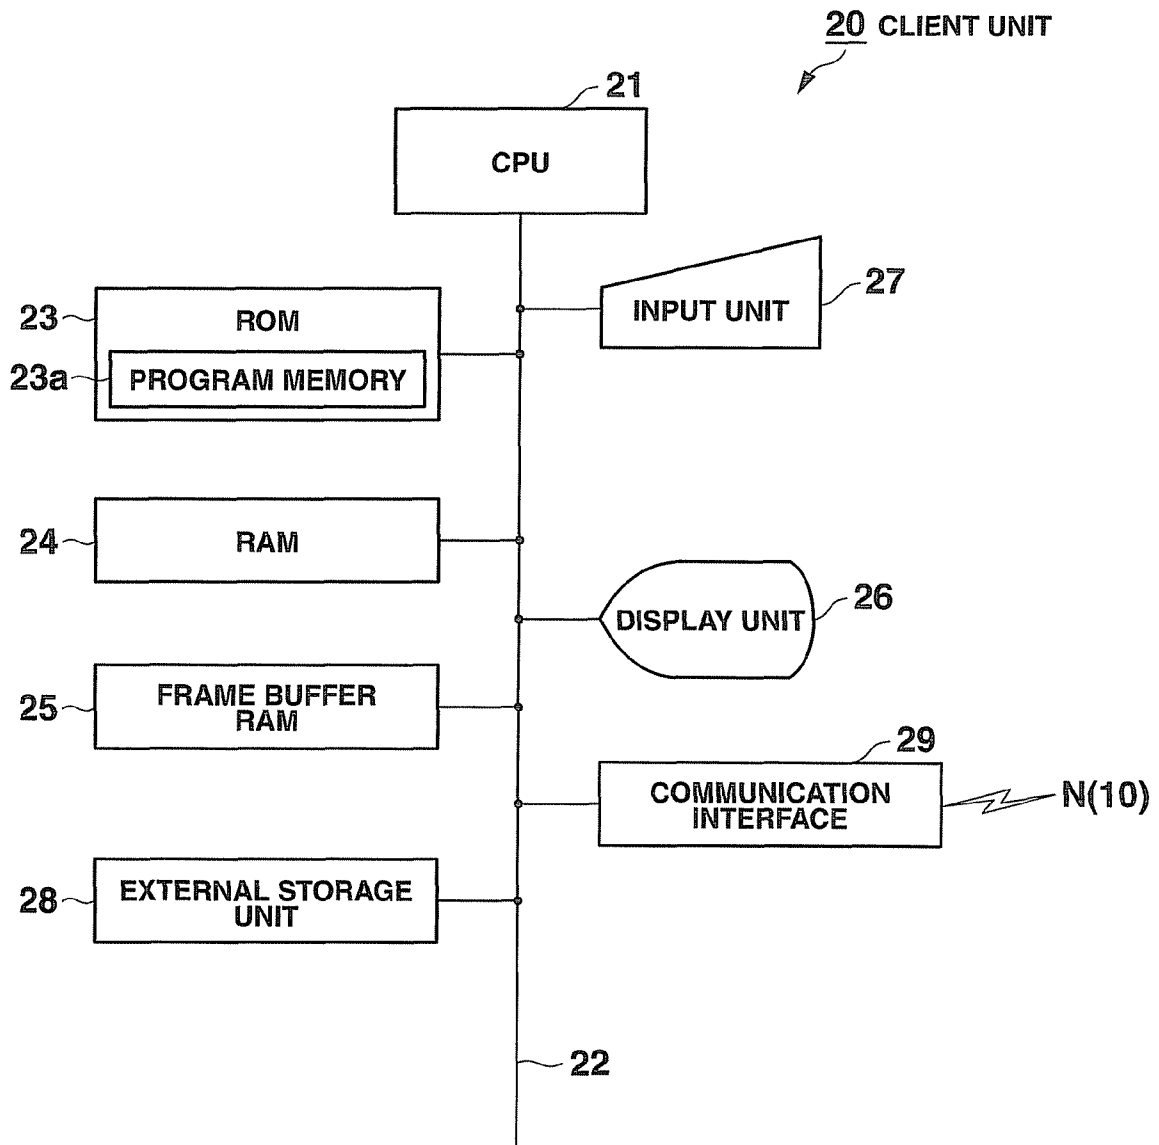 20 CLIENT UNIT
21
CPU
27
INPUT UNIT
23
ROM
23a
PROGRAM MEMORY
24
RAM
26
DISPLAY UNIT
25
FRAME BUFFER
RAM
29
COMMUNICATION
INTERFACE
N(10)
28
EXTERNAL STORAGE
UNIT
22